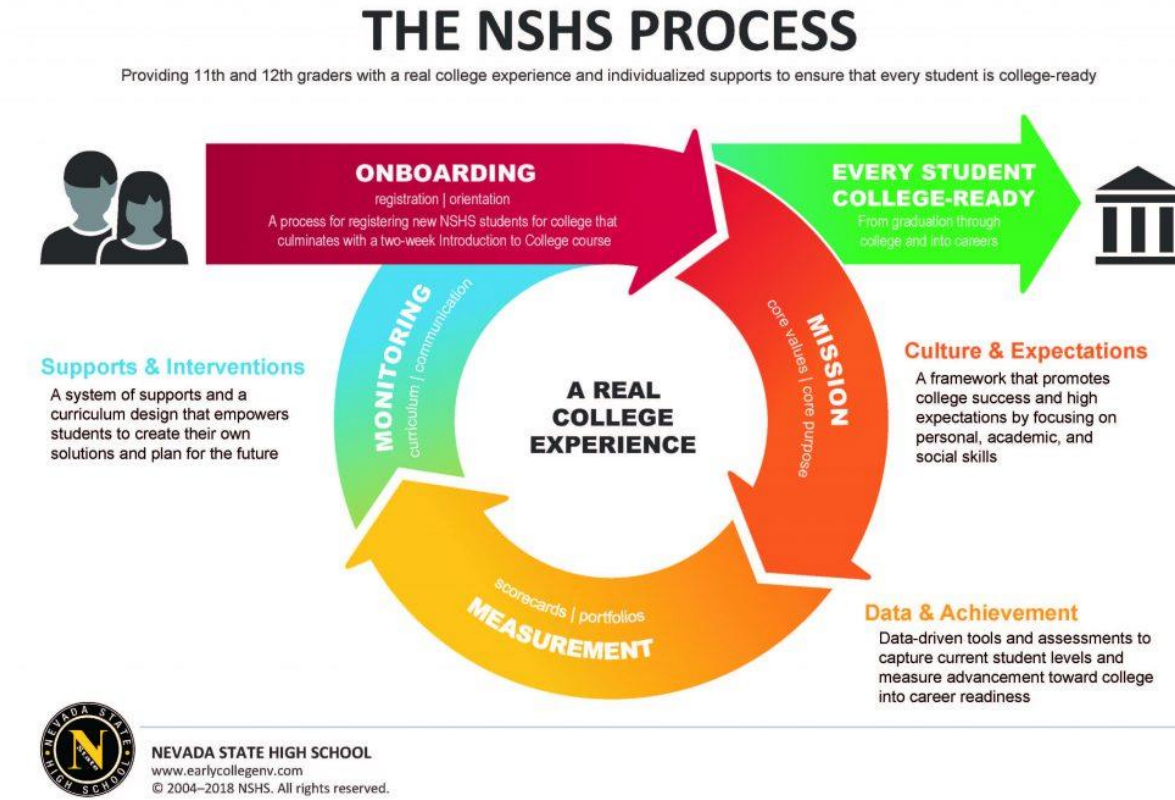 THE NSHS PROCESS
Providing 11th and 12th graders with a real college experience and individualized supports to ensure that every student is college-ready
ONBOARDING
registration | orientation
A process for registering new NSHS students for college that
culminates with a two-week Introduction to College course
EVERY STUDENT
COLLEGE-READY
From graduation through
college and into careers
MISSION
core values | core purpose
Culture & Expectations
A framework that promotes
college success and high
expectations by focusing on
personal, academic, and
social skills
MONITORING
curriculum | communication
Supports & Interventions
A system of supports and a
curriculum design that empowers
students to create their own
solutions and plan for the future
A REAL
COLLEGE
EXPERIENCE
scorecards | portfolios
MEASUREMENT
Data & Achievement
Data-driven tools and assessments to
capture current student levels and
measure advancement toward college
into career readiness
NEVADA STATE
N
State
HIGH SCHOOL
NEVADA STATE HIGH SCHOOL
www.earlycollegenv.com
© 2004–2018 NSHS. All rights reserved.